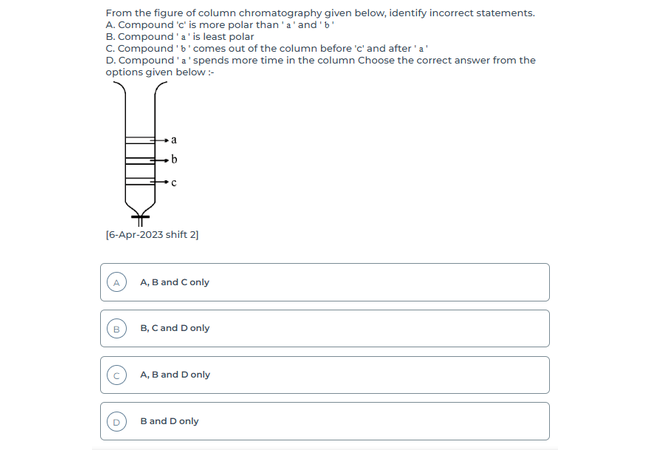 From the figure of column chromatography given below, identify incorrect statements.
A. Compound 'c' is more polar than ' a ' and ' b '
B. Compound ' a ' is least polar
C. Compound ' b ' comes out of the column before 'c' and after ' a '
D. Compound ' a ' spends more time in the column Choose the correct answer from the
options given below :-
a
b
c
[6-Apr-2023 shift 2]
A A, B and C only
B B, C and D only
C A, B and D only
D B and D only